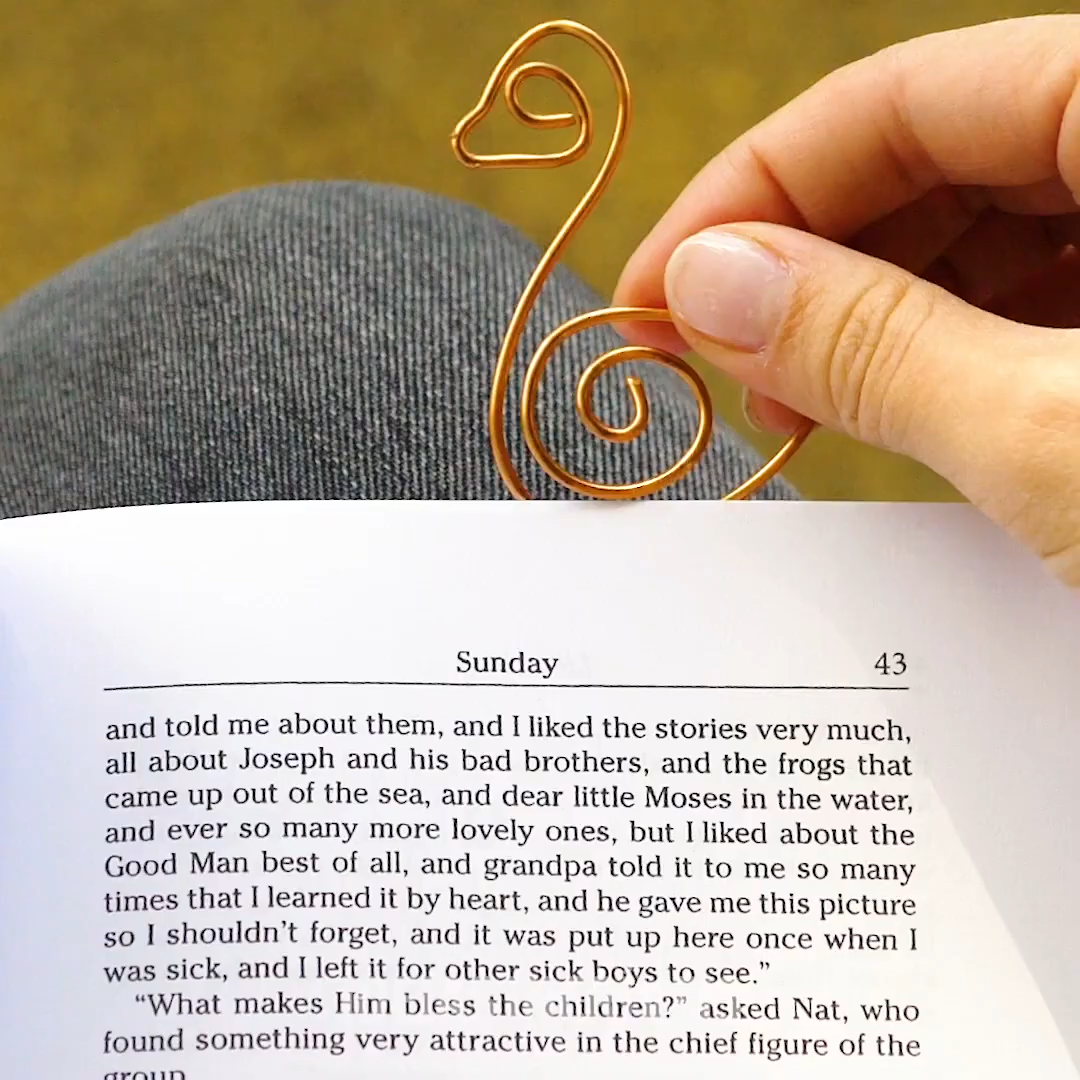 Sunday 43
and told me about them, and I liked the stories very much,
all about Joseph and his bad brothers, and the frogs that
came up out of the sea, and dear little Moses in the water,
and ever so many more lovely ones, but I liked about the
Good Man best of all, and grandpa told it to me so many
times that I learned it by heart, and he gave me this picture
so I shouldn't forget, and it was put up here once when I
was sick, and I left it for other sick boys to see.”
“What makes Him bless the children?” asked Nat, who
found something very attractive in the chief figure of the
group.